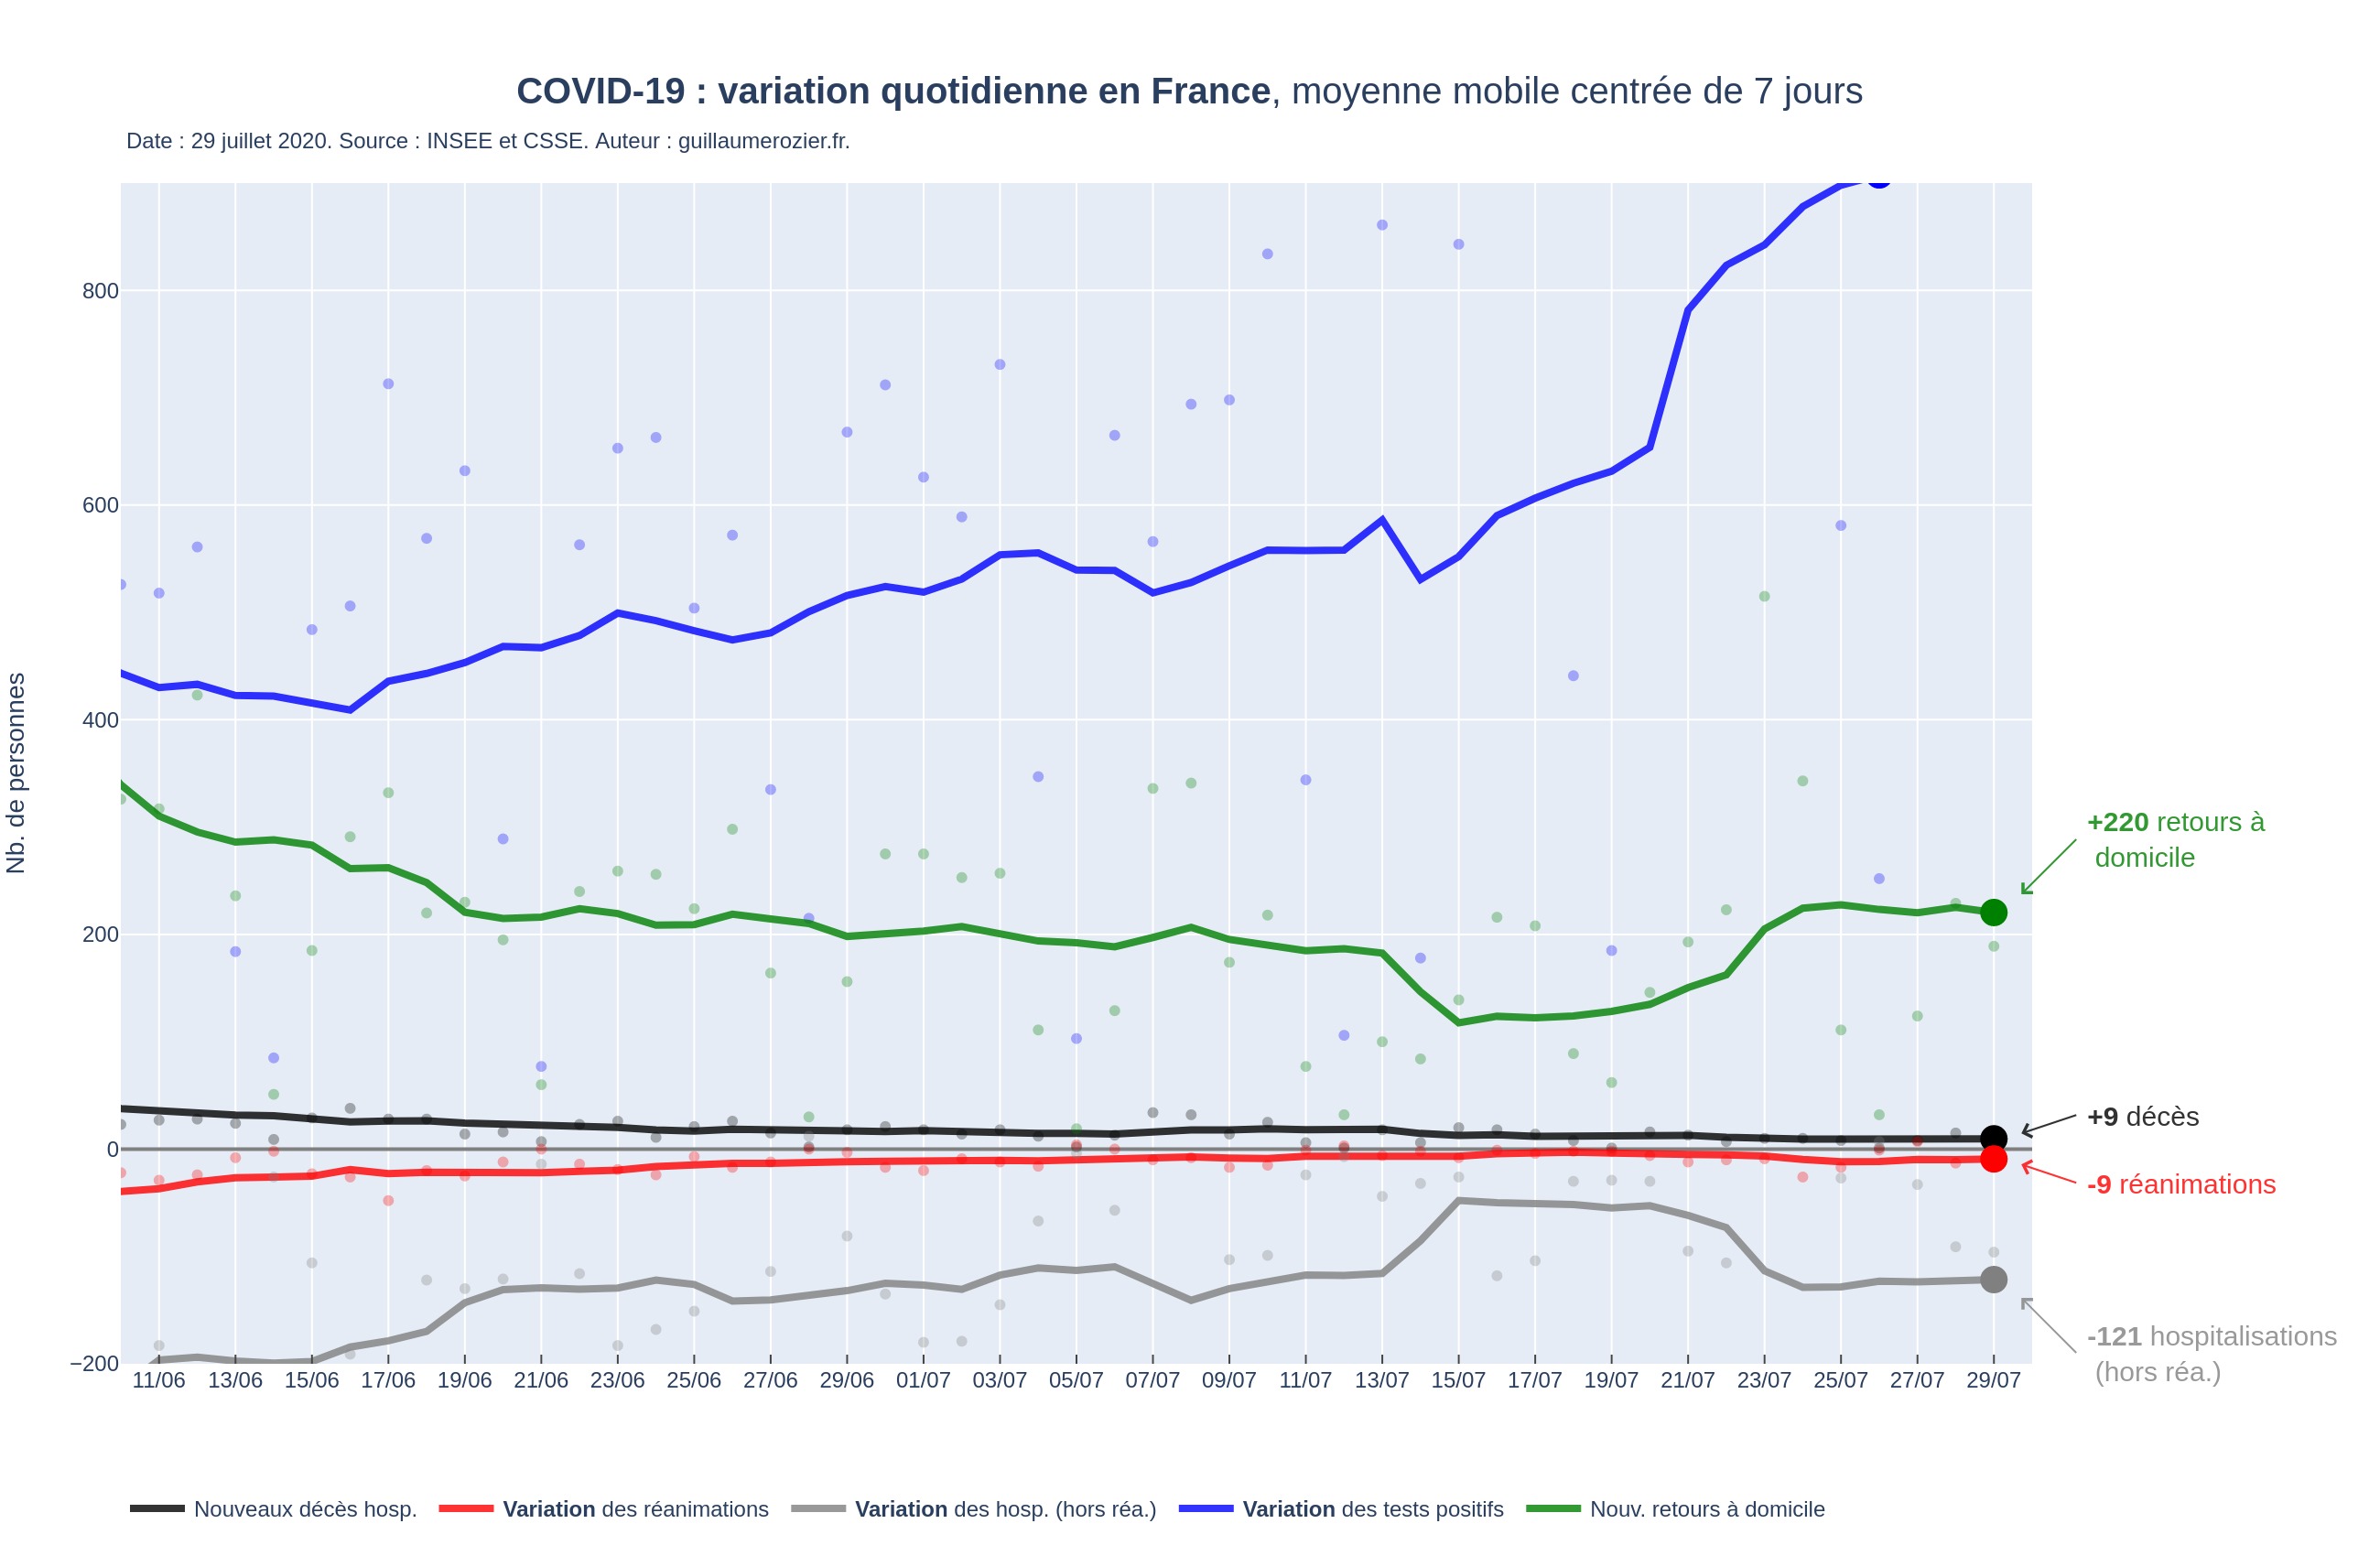 COVID-19 : variation quotidienne en France, moyenne mobile centrée de 7 jours
Date : 29 juillet 2020. Source : INSEE et CSSE. Auteur : guillaumerozier.fr.
Nb. de personnes
800
600
400
200
0
−200
11/06 13/06 15/06 17/06 19/06 21/06 23/06 25/06 27/06 29/06 01/07 03/07 05/07 07/07 09/07 11/07 13/07 15/07 17/07 19/07 21/07 23/07 25/07 27/07 29/07
+220 retours à
domicile
+9 décès
-9 réanimations
-121 hospitalisations
(hors réa.)
Nouveaux décès hosp. Variation des réanimations Variation des hosp. (hors réa.) Variation des tests positifs Nouv. retours à domicile